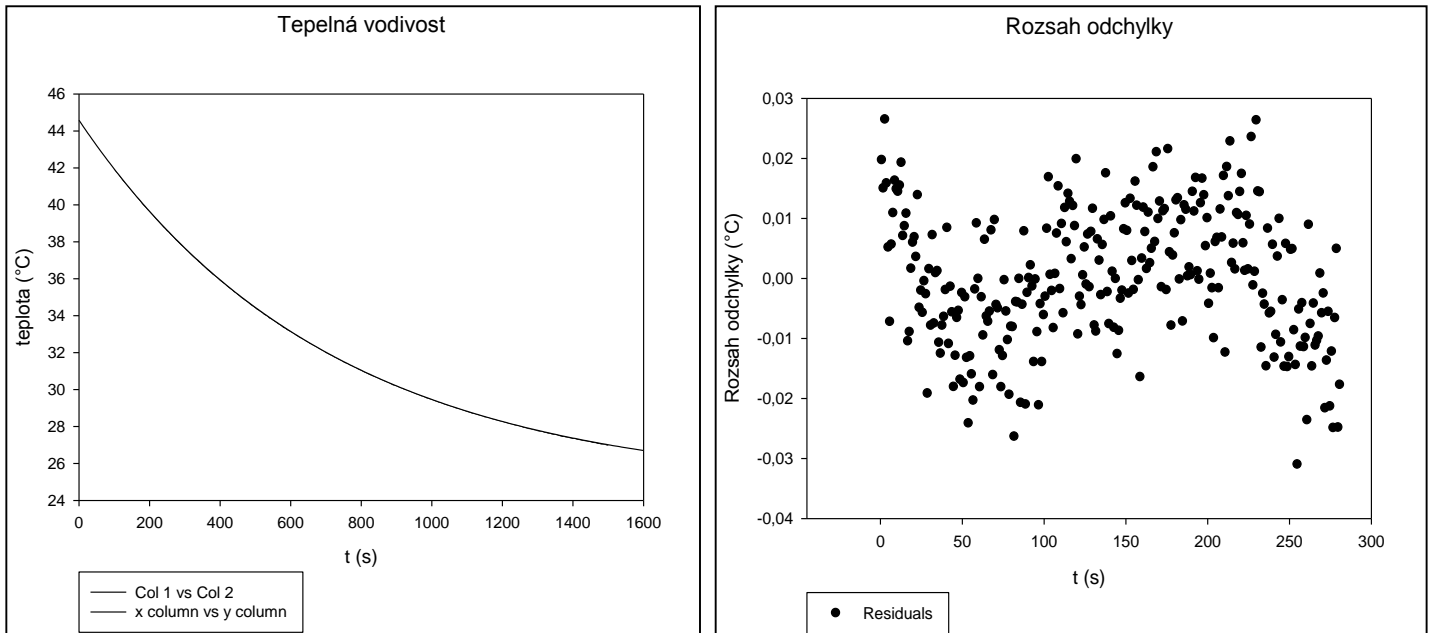 Tepelná vodivost
teplota (°C)
46
44
42
40
38
36
34
32
30
28
26
24
0 200 400 600 800 1000 1200 1400 1600
t (s)
Col 1 vs Col 2
x column vs y column
Rozsah odchylky
Rozsah odchylky (°C)
0,03
0,02
0,01
0,00
-0,01
-0,02
-0,03
-0,04
0 50 100 150 200 250 300
t (s)
Residuals